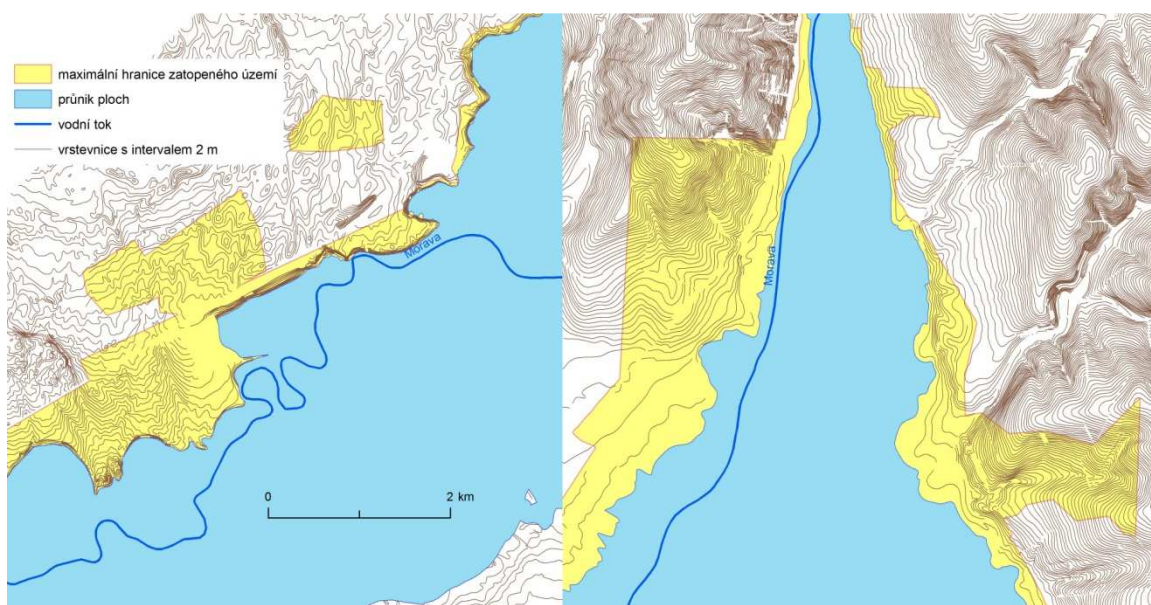 maximální hranice zatopeného území
průnik ploch
vodní tok
vrstevnice s intervalem 2 m
Morava
Morava
0 2 km